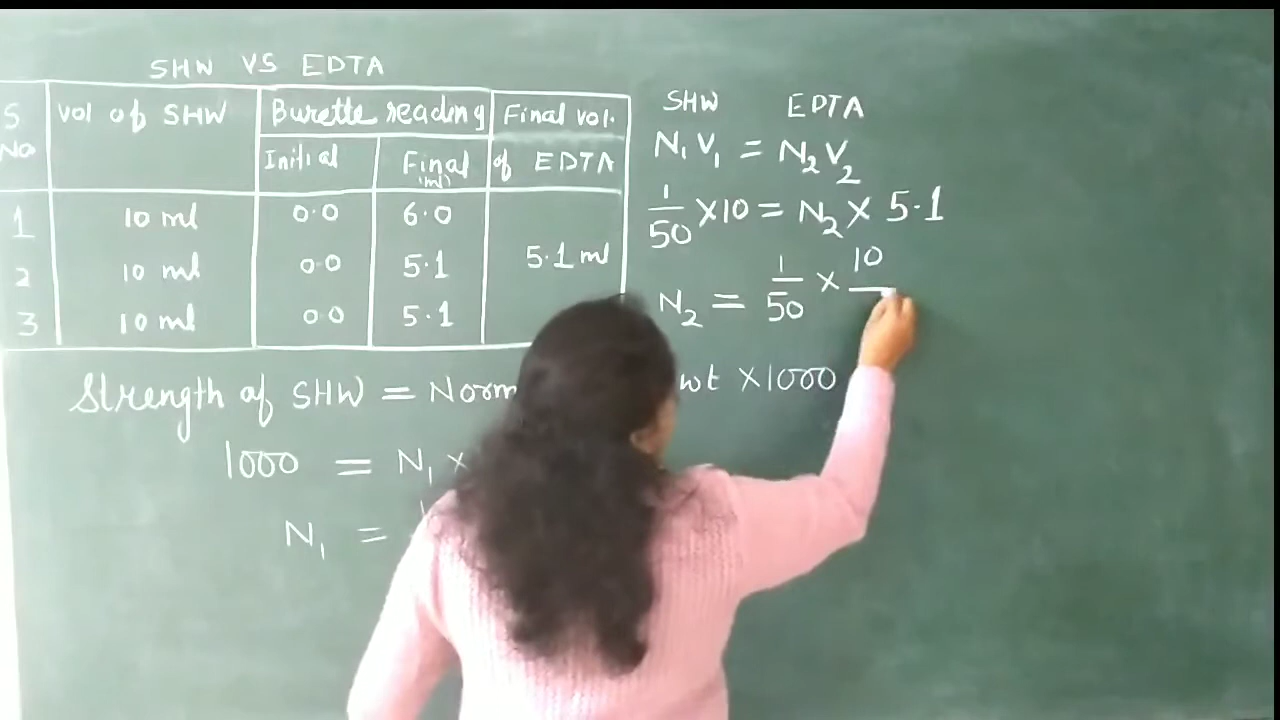 SHW VS EDTA
S No | Vol of SHW | Burette reading | Final vol. of EDTA
Initial | Final (ml)
1 | 10 ml | 0.0 | 6.0
2 | 10 ml | 0.0 | 5.1 | 5.1 ml
3 | 10 ml | 0.0 | 5.1
Strength of SHW = Norm wt X 1000
1000 = N₁ ×
N₁ =
SHW EDTA
N₁ V₁ = N₂ V₂
1/50 × 10 = N₂ × 5.1
N₂ = 1/50 × 10/